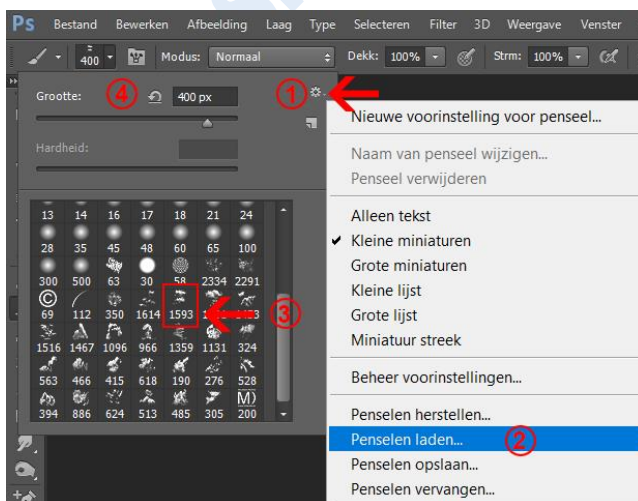 Ps Bestand Bewerken Afbeelding Laag Type Selecteren Filter 3D Weergave Venster
400 Modus: Normaal Dekk: 100% Strm: 100%
Grootte: ④ 400 px ①
Hardheid:
13 14 16 17 18 21 24
28 35 45 48 60 65 100
300 500 63 30 58 2334 2291
69 112 350 1614 1593 ③
1516 1467 1096 966 1359 1131 324
563 466 415 618 190 276 528
394 886 624 513 485 305 200
Nieuwe voorinstelling voor penseel...
Naam van penseel wijzigen...
Penseel verwijderen
Alleen tekst
Kleine miniaturen
Grote miniaturen
Kleine lijst
Grote lijst
Miniatuur streek
Beheer voorinstellingen...
Penselen herstellen...
Penselen laden... ②
Penselen opslaan...
Penselen vervangen...